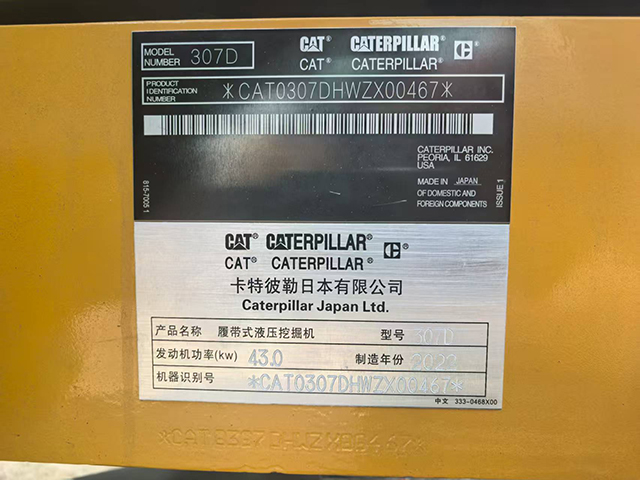 MODEL NUMBER 307D
CAT® CATERPILLAR® C®
CAT® CATERPILLAR®
PRODUCT IDENTIFICATION NUMBER *CAT0307DHWZX00467*
CATERPILLAR INC.
PEORIA, IL 61629
USA
MADE IN JAPAN
OF DOMESTIC AND
FOREIGN COMPONENTS
ISSUE 1
815-7005 1
CAT® CATERPILLAR® C®
CAT® CATERPILLAR®
卡特彼勒日本有限公司
Caterpillar Japan Ltd.
产品名称 履带式液压挖掘机 型号 307D
发动机功率(kw) 43.0 制造年份 2022
机器识别号 *CAT0307DHWZX00467*
中文 333-0468X00
*CAT0307DHWZX00467*